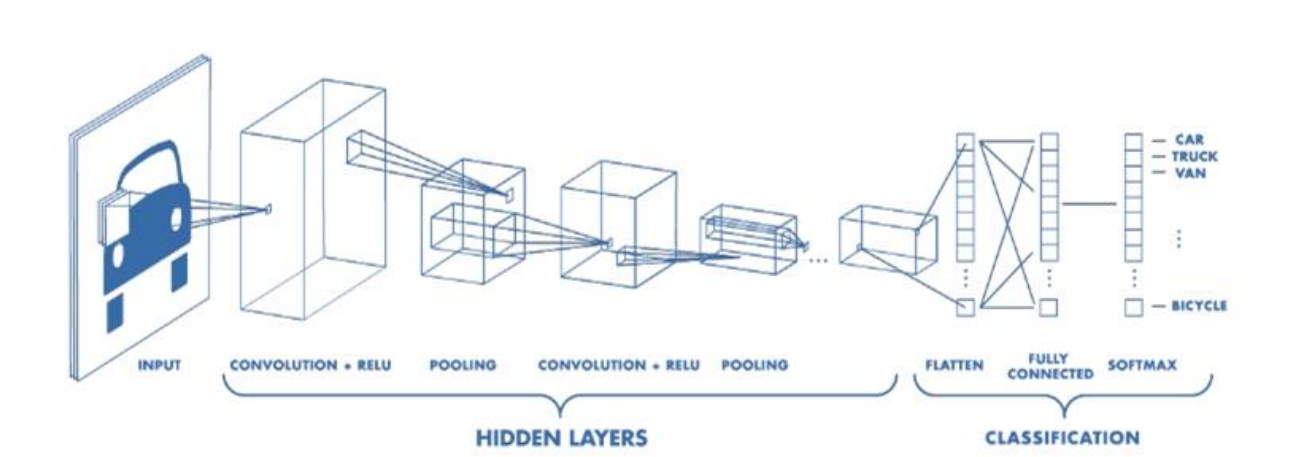 CAR
TRUCK
VAN
BICYCLE
INPUT
CONVOLUTION + RELU
POOLING
CONVOLUTION + RELU
POOLING
FLATTEN
FULLY
CONNECTED
SOFTMAX
HIDDEN LAYERS
CLASSIFICATION